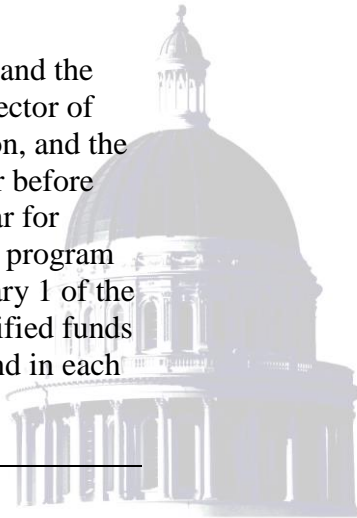 and the
ector of
on, and the
r before
ar for
program
ary 1 of the
ified funds
nd in each